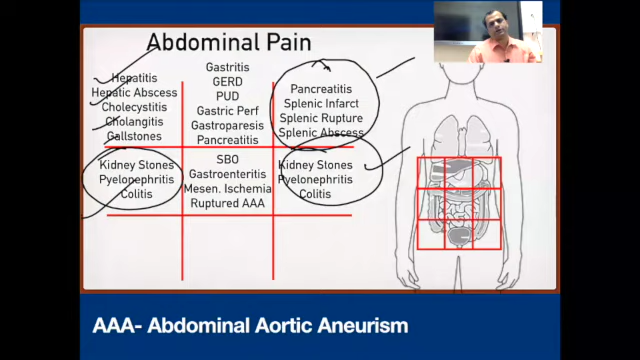 Abdominal Pain
Hepatitis
Hepatic Abscess
Cholecystitis
Cholangitis
Gallstones
Gastritis
GERD
PUD
Gastric Perf
Gastroparesis
Pancreatitis
Pancreatitis
Splenic Infarct
Splenic Rupture
Splenic Abscess
Kidney Stones
Pyelonephritis
Colitis
SBO
Gastroenteritis
Mesen. Ischemia
Ruptured AAA
Kidney Stones
Pyelonephritis
Colitis
AAA- Abdominal Aortic Aneurism